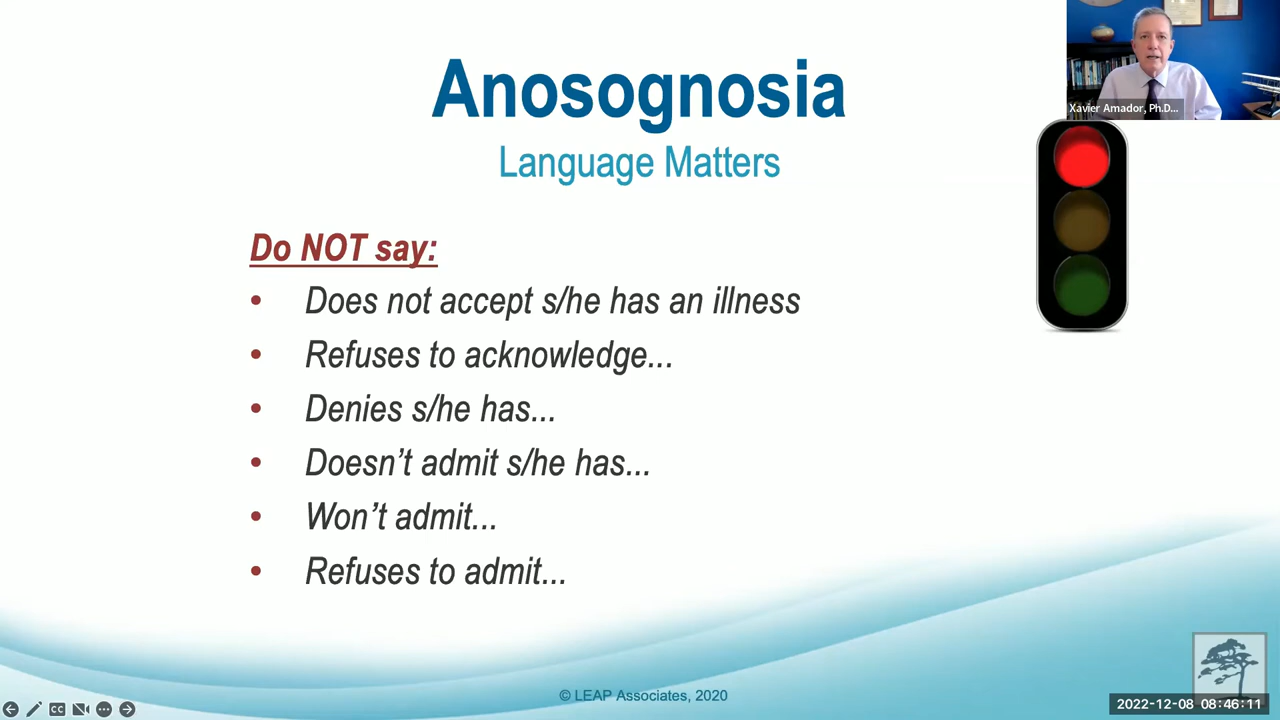 Anosognosia
Language Matters
Xavier Amador, Ph.D...
Do NOT say:
• Does not accept s/he has an illness
• Refuses to acknowledge...
• Denies s/he has...
• Doesn’t admit s/he has...
• Won’t admit...
• Refuses to admit...
© LEAP Associates, 2020
CC
2022-12-08 08:46:11